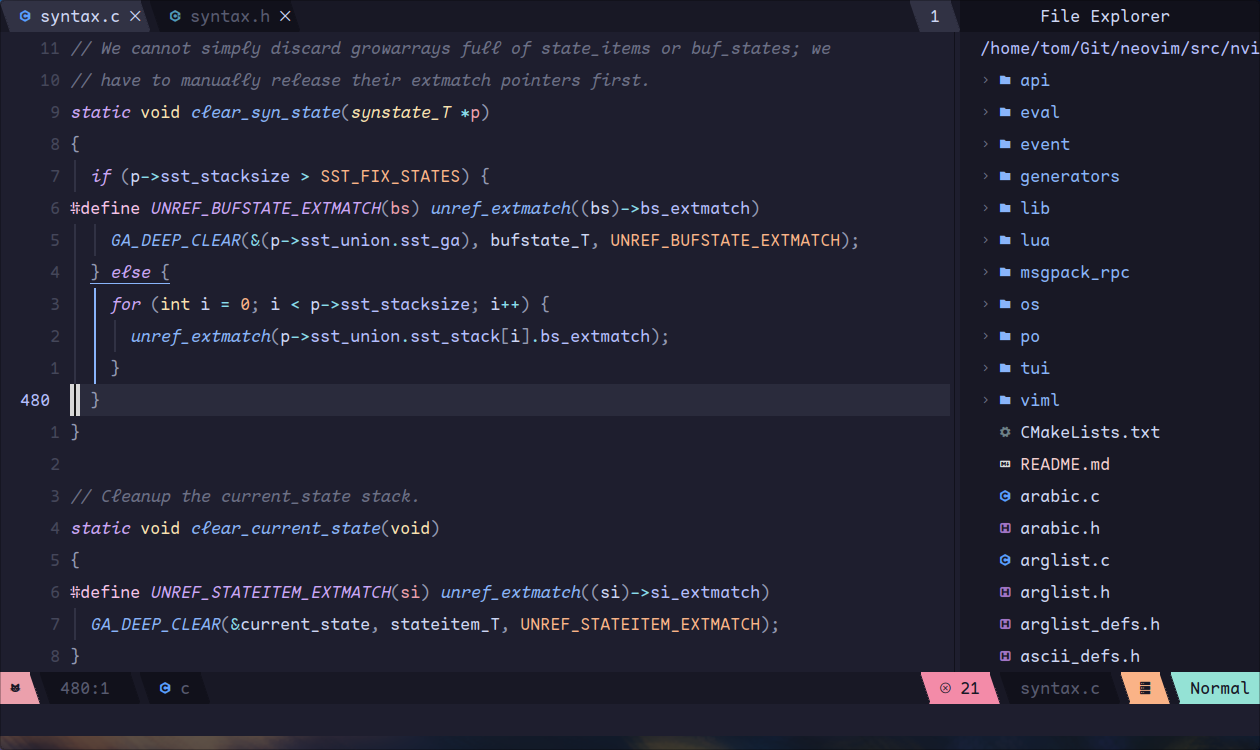 syntax.c
syntax.h
1
File Explorer
11 // We cannot simply discard growarrays full of state_items or buf_states; we
10 // have to manually release their extmatch pointers first.
9 static void clear_syn_state(synstate_T *p)
8 {
7 if (p->sst_stacksize > SST_FIX_STATES) {
6 #define UNREF_BUFSTATE_EXTMATCH(bs) unref_extmatch((bs)->bs_extmatch)
5 GA_DEEP_CLEAR(&(p->sst_union.sst_ga), bufstate_T, UNREF_BUFSTATE_EXTMATCH);
4 } else {
3 for (int i = 0; i < p->sst_stacksize; i++) {
2 unref_extmatch(p->sst_union.sst_stack[i].bs_extmatch);
1 }
480 }
1 }
2
3 // Cleanup the current_state stack.
4 static void clear_current_state(void)
5 {
6 #define UNREF_STATEITEM_EXTMATCH(si) unref_extmatch((si)->si_extmatch)
7 GA_DEEP_CLEAR(&current_state, stateitem_T, UNREF_STATEITEM_EXTMATCH);
8 }
/home/tom/Git/neovim/src/nvi
api
eval
event
generators
lib
lua
msgpack_rpc
os
po
tui
viml
CMakeLists.txt
README.md
arabic.c
arabic.h
arglist.c
arglist.h
arglist_defs.h
ascii_defs.h
480:1
c
21
syntax.c
Normal